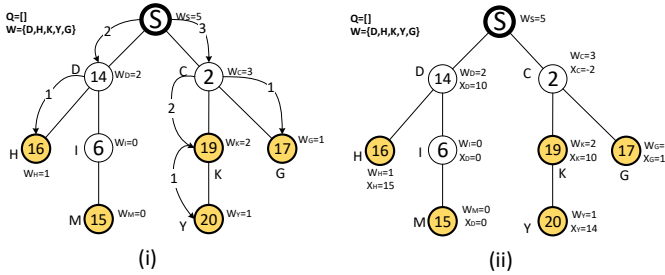 Q=[]
W={D,H,K,Y,G}
S
WS=5
2
3
D
14
WD=2
C
2
WC=3
1
2
1
H
16
WH=1
I
6
WI=0
19
WK=2
K
17
WG=1
G
1
M
15
WM=0
Y
20
WY=1
(i)
Q=[]
W={D,H,K,Y,G}
S
WS=5
D
14
WD=2
XD=10
C
2
WC=3
XC=-2
H
16
WH=1
XH=15
I
6
WI=0
XD=0
19
WK=2
XK=10
K
17
WG=
XG=1
G
M
15
WM=0
XD=0
Y
20
WY=1
XY=14
(ii)